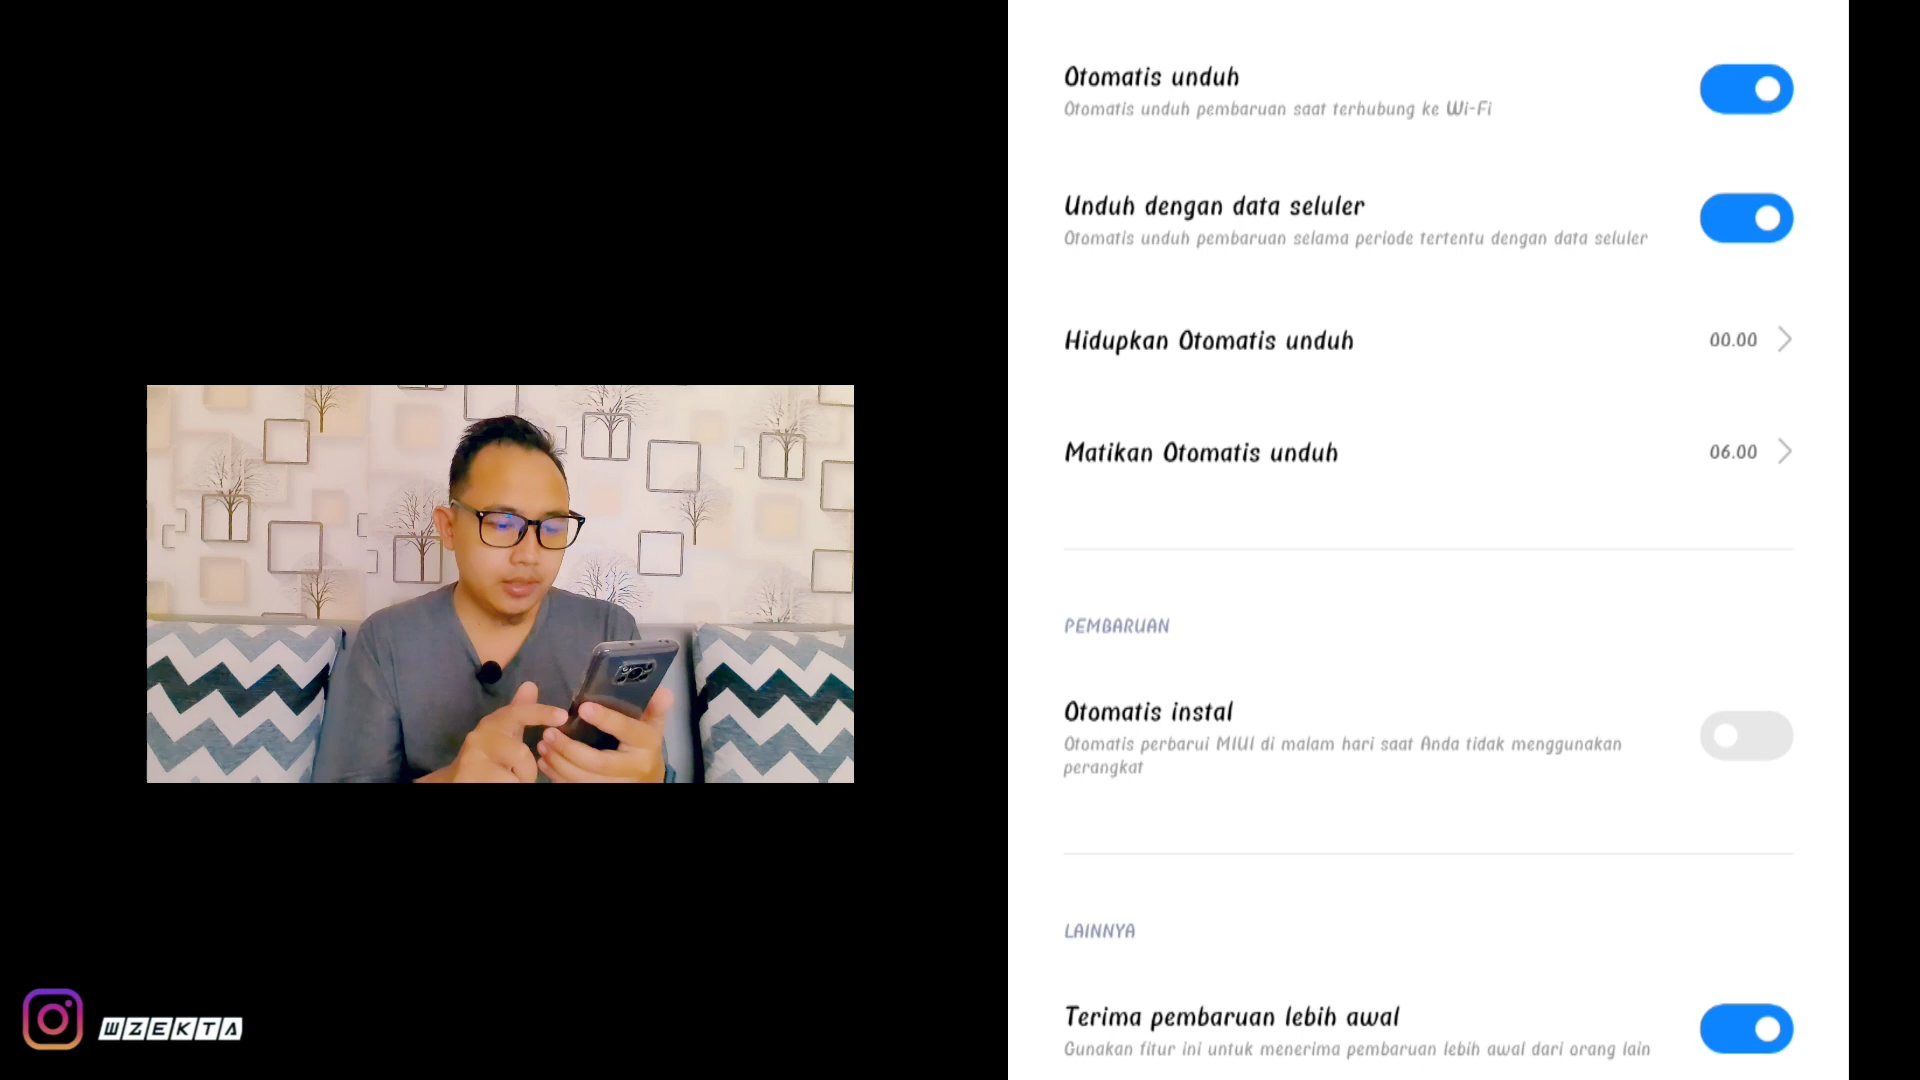 Otomatis unduh
Otomatis unduh pembaruan saat terhubung ke Wi-Fi
Unduh dengan data seluler
Otomatis unduh pembaruan selama periode tertentu dengan data seluler
Hidupkan Otomatis unduh
00.00
Matikan Otomatis unduh
06.00
PEMBARUAN
Otomatis instal
Otomatis perbarui MIUI di malam hari saat Anda tidak menggunakan
perangkat
LAINNYA
Terima pembaruan lebih awal
Gunakan fitur ini untuk menerima pembaruan lebih awal dari orang lain
WZEKTA